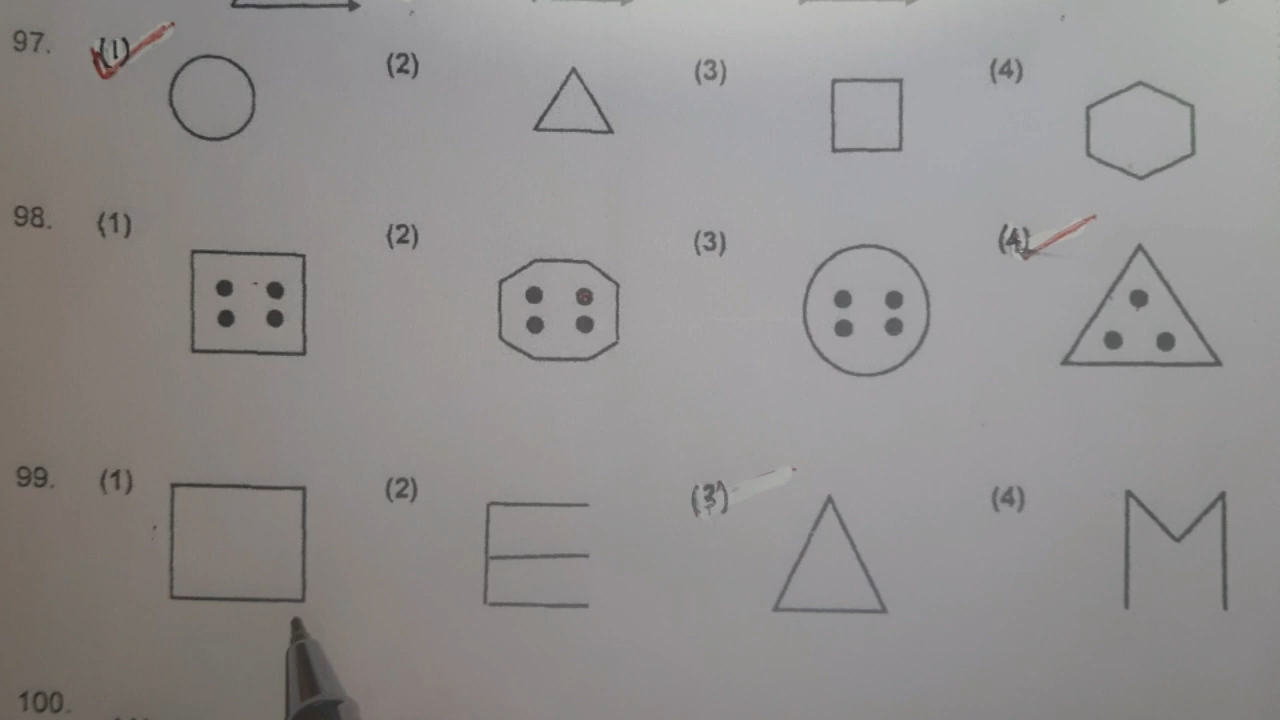 97. (1) (2) (3) (4)
98. (1) (2) (3) (4)
99. (1) (2) (3) (4)
100.